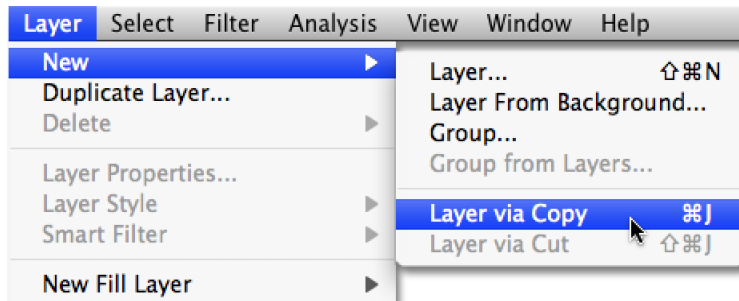 Layer Select Filter Analysis View Window Help
New
Duplicate Layer...
Delete
Layer Properties...
Layer Style
Smart Filter
New Fill Layer
Layer... ⇧⌘N
Layer From Background...
Group...
Group from Layers...
Layer via Copy ⌘J
Layer via Cut ⇧⌘J